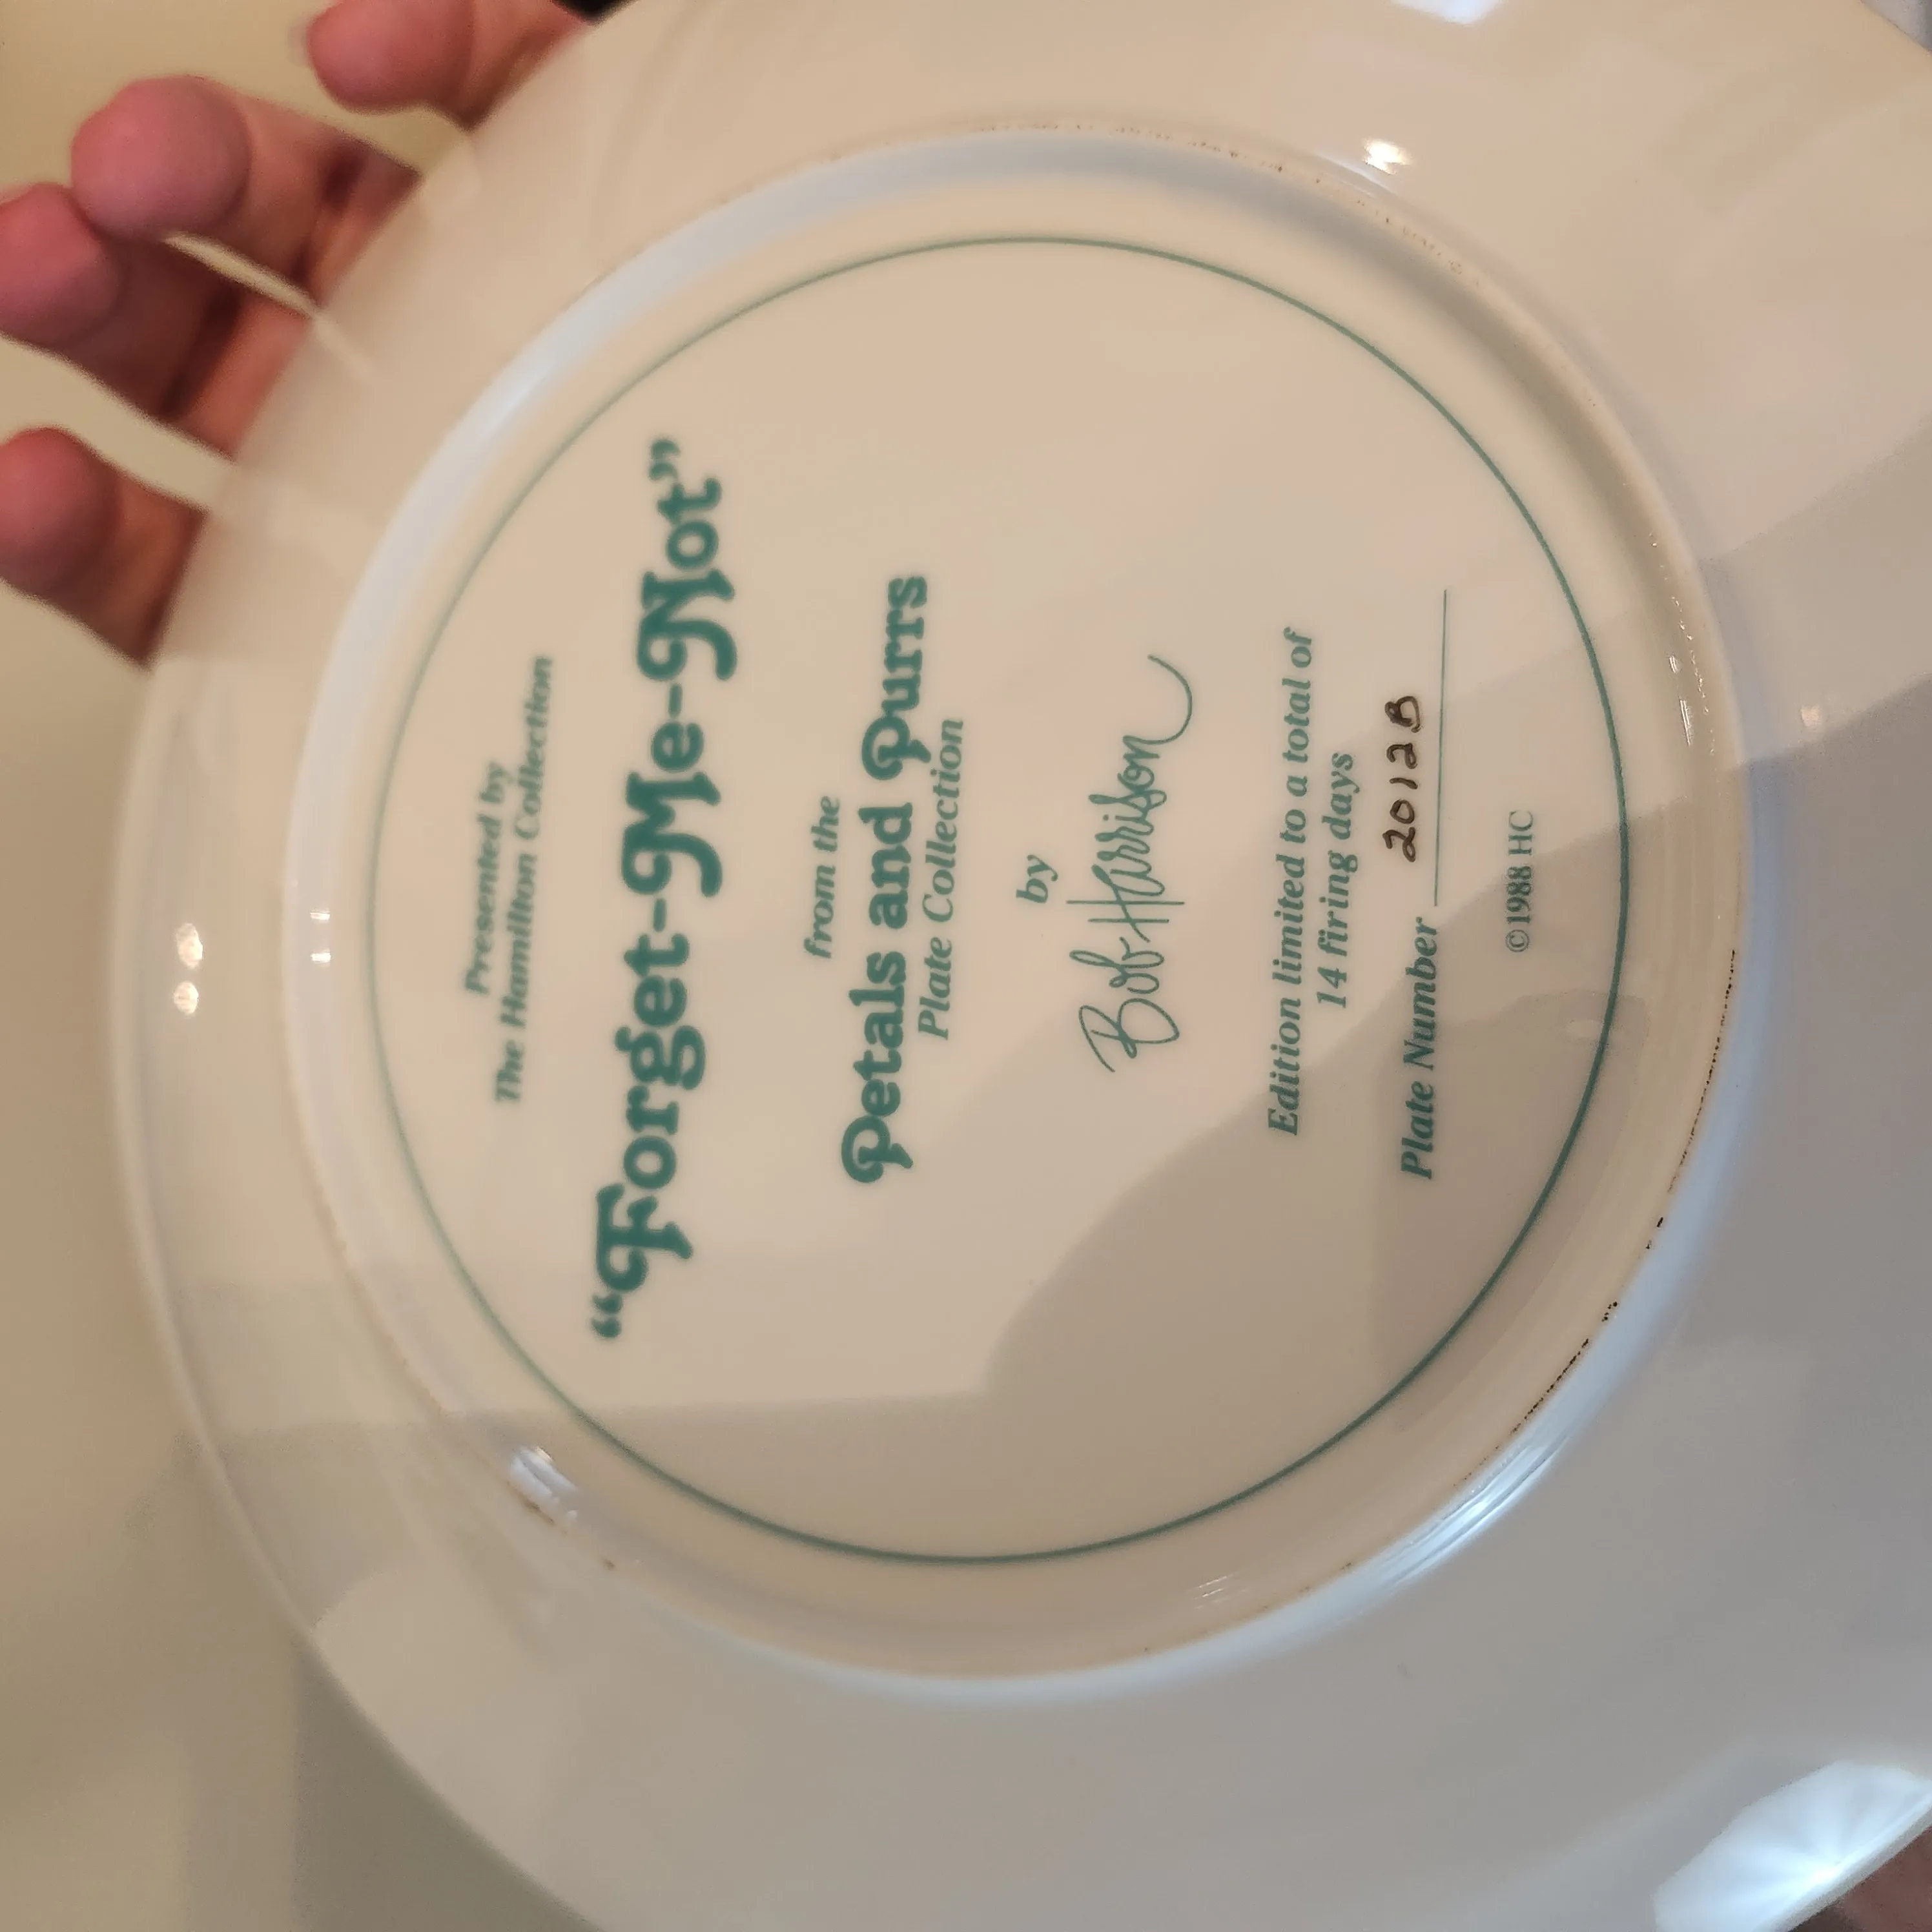 Presented by
The Hamilton Collection
“Forget-Me-Not”
from the
Petals and Purrs
Plate Collection
by
Bob Harrison
Edition limited to a total of
14 firing days
Plate Number 2012B
©1988 HC